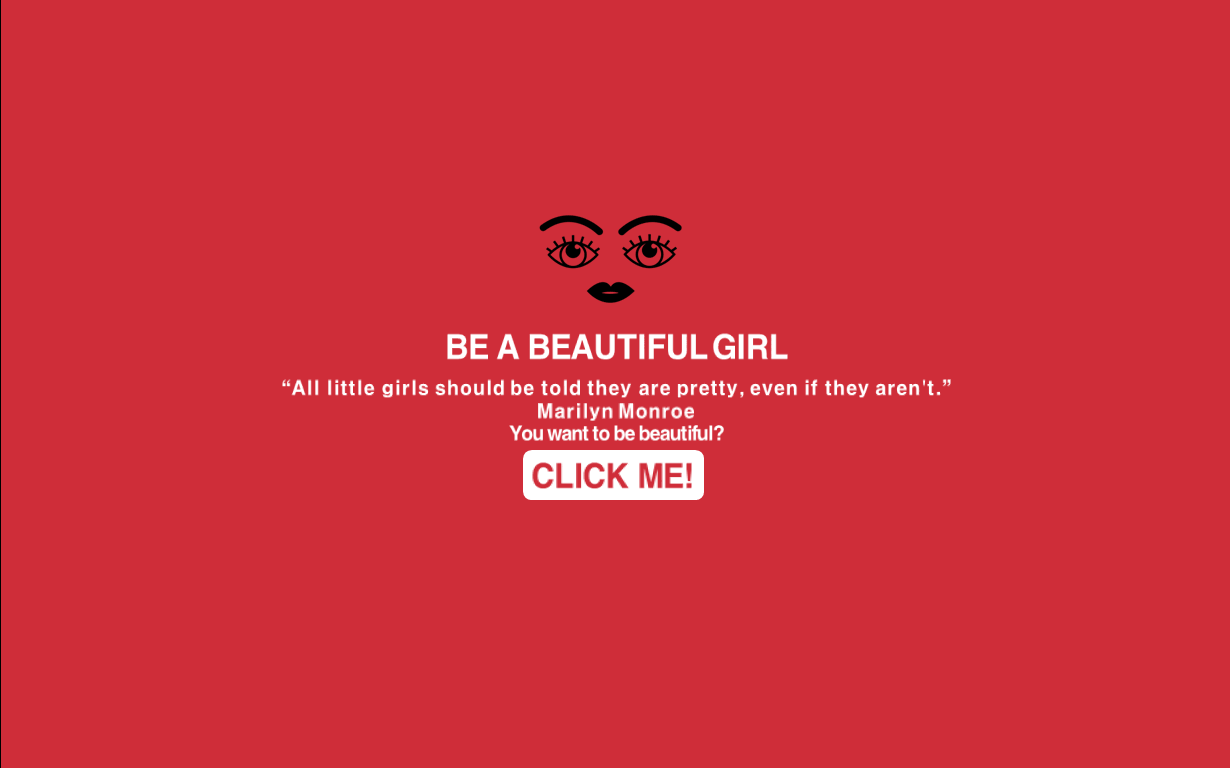 BE A BEAUTIFUL GIRL
“All little girls should be told they are pretty, even if they aren't.”
Marilyn Monroe
You want to be beautiful?
CLICK ME!